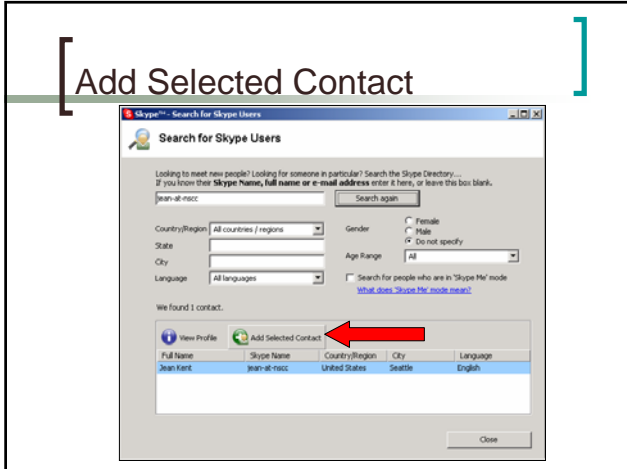 Add Selected Contact
Skype™ - Search for Skype Users
Search for Skype Users
Looking to meet new people? Looking for someone in particular? Search the Skype Directory....
If you know their Skype Name, full name or e-mail address enter it here, or leave this box blank.
jean-at-nscc Search again
Country/Region All countries / regions Gender Female
Male
State Do not specify
City Age Range All
Language All languages Search for people who are in 'Skype Me' mode
What does 'Skype Me' mode mean?
We found 1 contact.
View Profile Add Selected Contact
Full Name Skype Name Country/Region City Language
Jean Kent jean-at-nscc United States Seattle English
Close